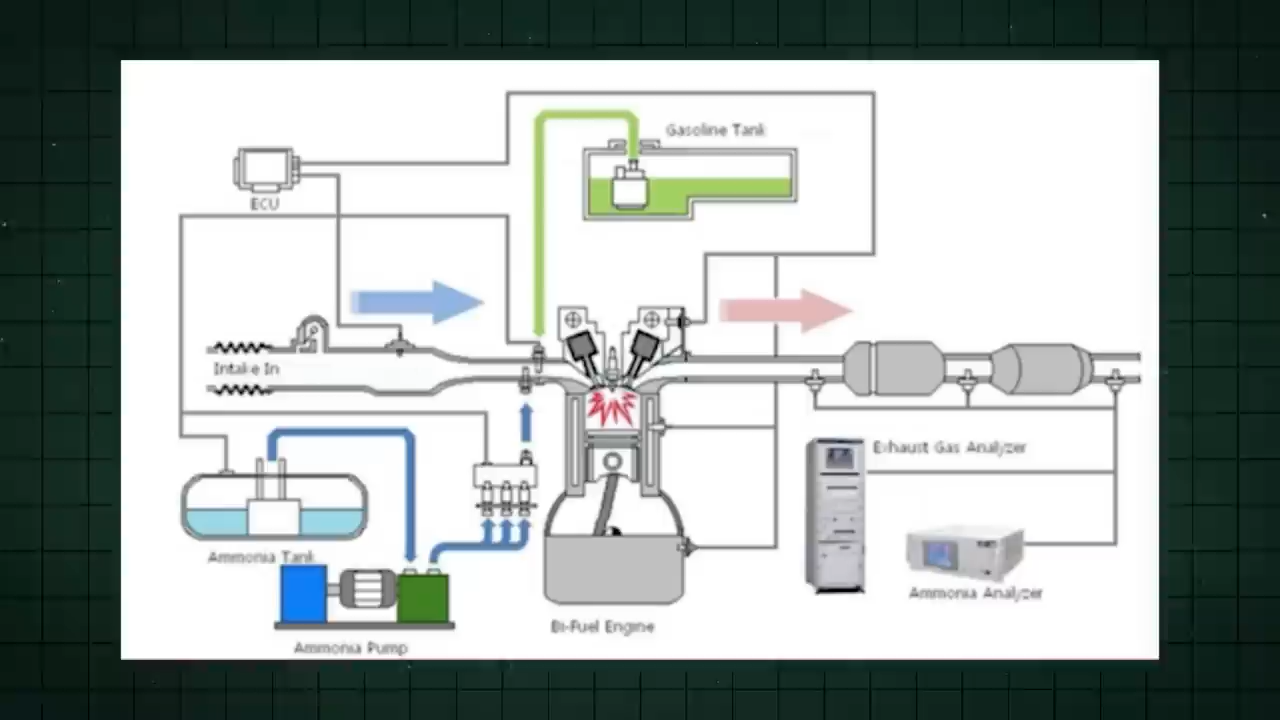 Gasoline Tank
ECU
Intake In
Exhaust Gas Analyzer
Ammonia Tank
Ammonia Analyzer
Bi-Fuel Engine
Ammonia Pump